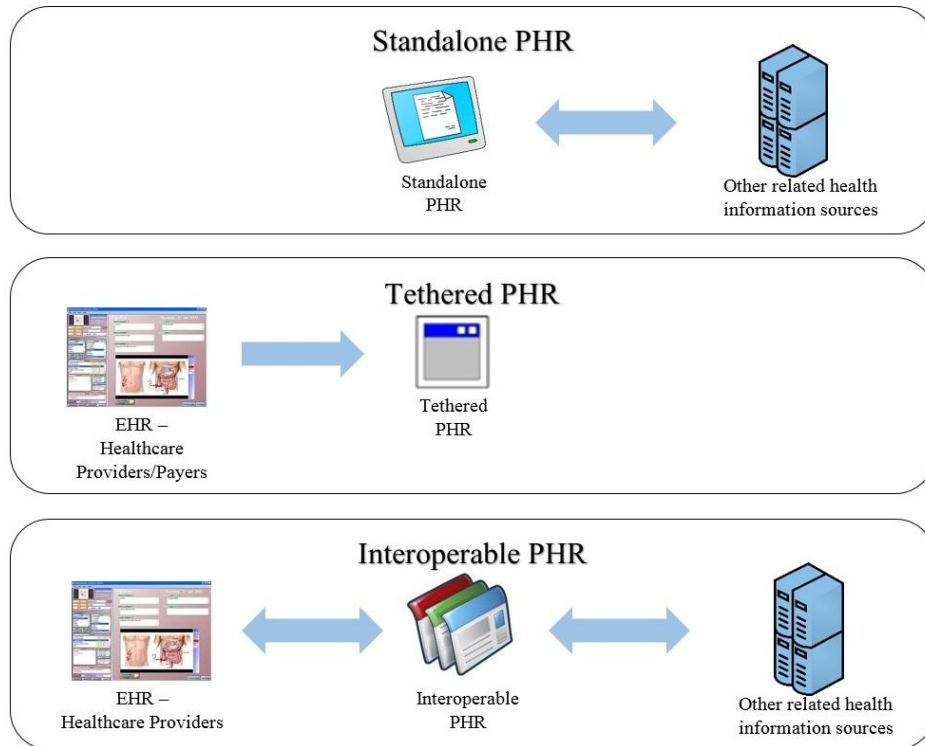 Standalone PHR
Standalone
PHR
Other related health
information sources
Tethered PHR
EHR –
Healthcare
Providers/Payers
Tethered
PHR
Interoperable PHR
EHR –
Healthcare Providers
Interoperable
PHR
Other related health
information sources